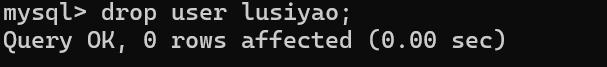 mysql> drop user lusiyao;
Query OK, 0 rows affected (0.00 sec)